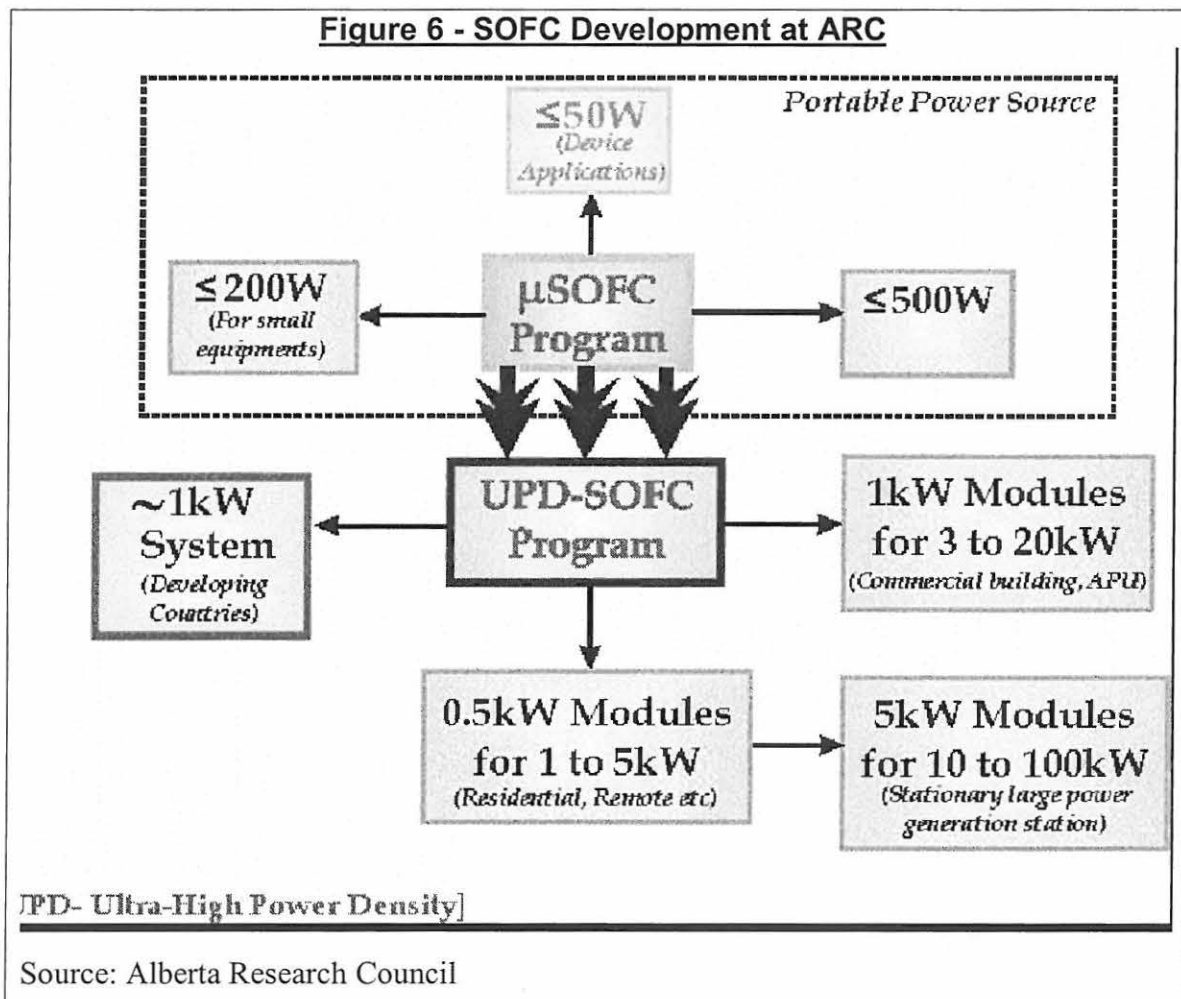 Figure 6 - SOFC Development at ARC
Portable Power Source
≤50W
(Device
Applications)
≤200W
(For small
equipments)
μSOFC
Program
≤500W
~1kW
System
(Developing
Countries)
UPD-SOFC
Program
1kW Modules
for 3 to 20kW
(Commercial building, APU)
0.5kW Modules
for 1 to 5kW
(Residential, Remote etc)
5kW Modules
for 10 to 100kW
(Stationary large power
generation station)
PD- Ultra-High Power Density]
Source: Alberta Research Council